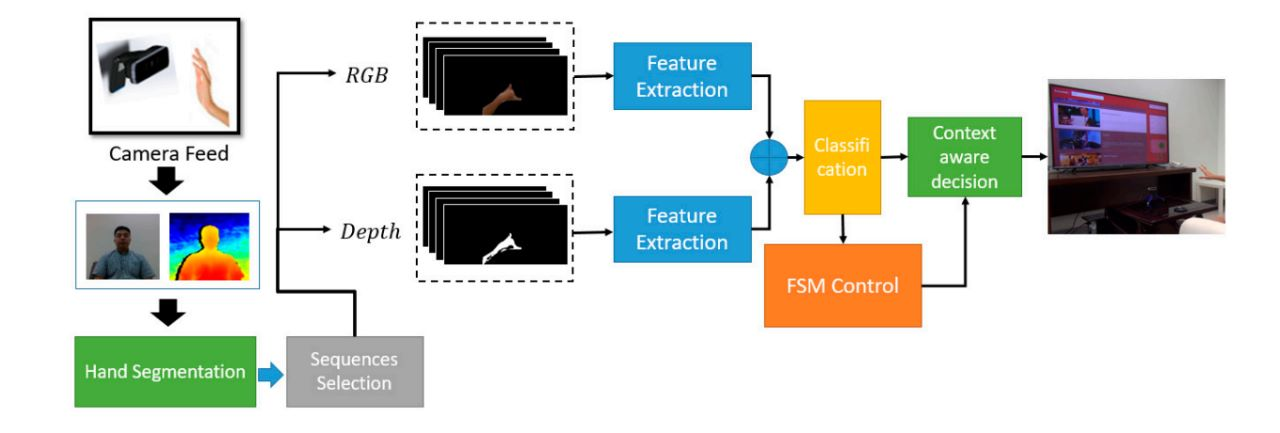 Camera Feed
Hand Segmentation
Sequences
Selection
RGB
Depth
Feature
Extraction
Feature
Extraction
Classifi
cation
FSM Control
Context
aware
decision